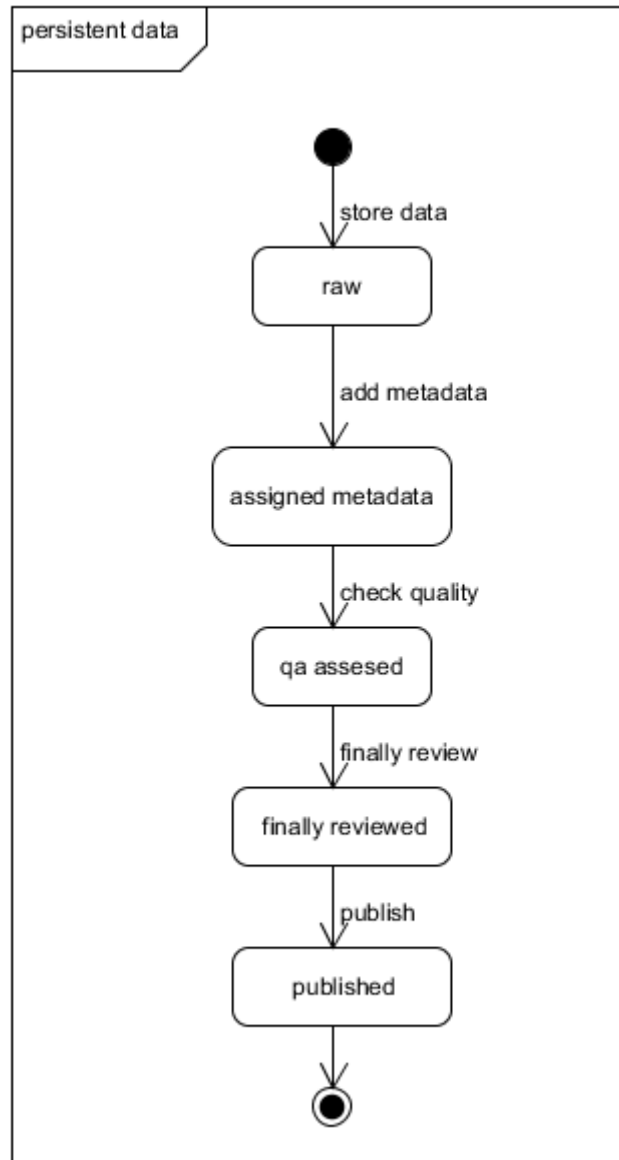 persistent data
store data
raw
add metadata
assigned metadata
check quality
qa assesed
finally review
finally reviewed
publish
published